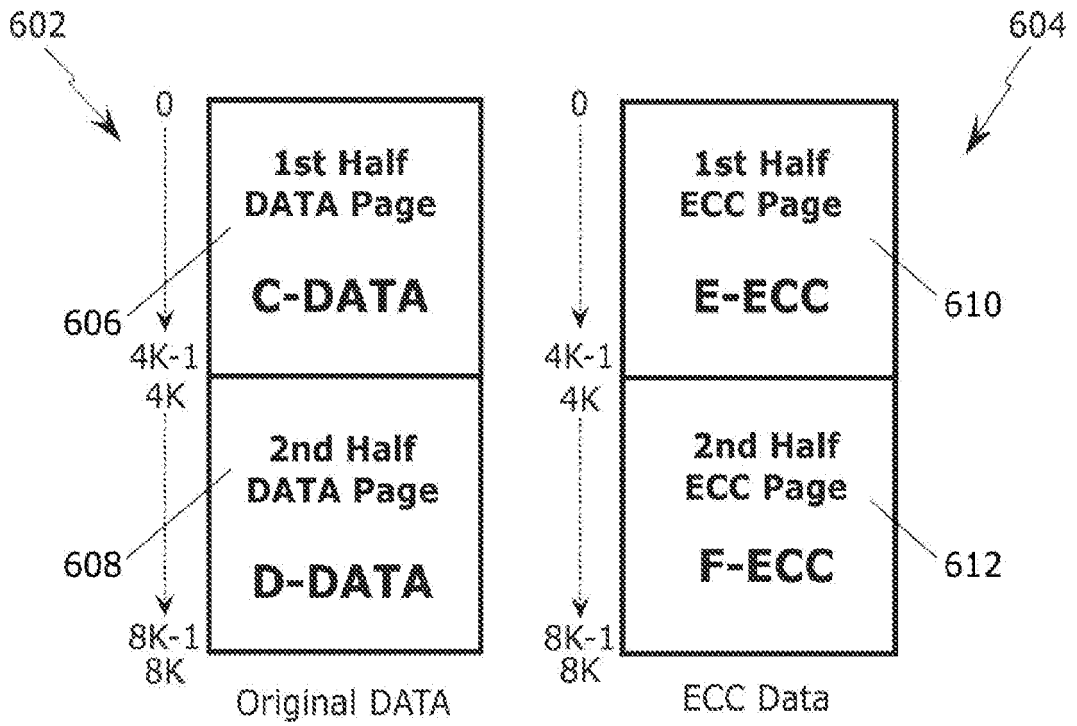 602
604
0
1st Half
DATA Page
C-DATA
606
4K-1
4K
2nd Half
DATA Page
608
D-DATA
8K-1
8K
Original DATA
0
1st Half
ECC Page
E-ECC
610
4K-1
4K
2nd Half
ECC Page
F-ECC
612
8K-1
8K
ECC Data